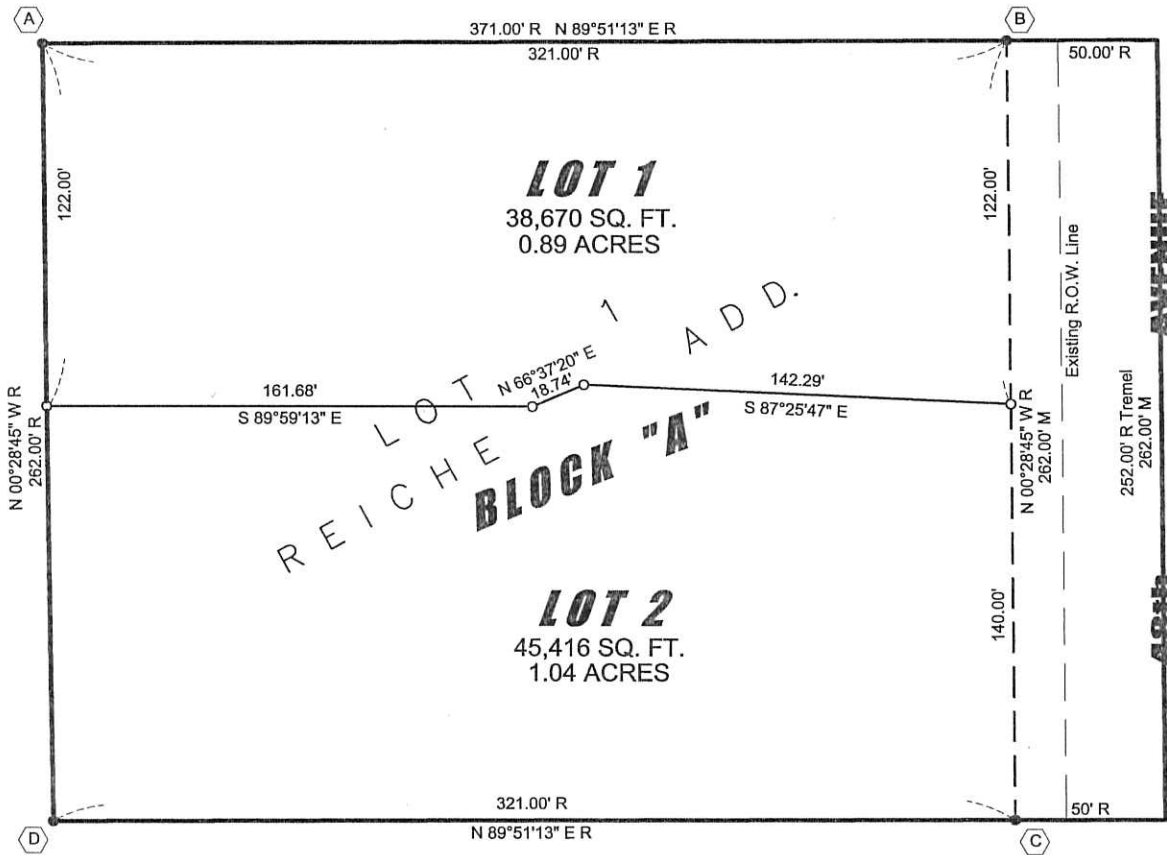 A
371.00' R N 89°51'13" E R
B
321.00' R
50.00' R
122.00'
LOT 1
38,670 SQ. FT.
0.89 ACRES
122.00'
Existing R.O.W. Line
AVENUE
LOT 1
REICHE ADD.
N 66°37'20" E
18.74'
161.68'
S 89°59'13" E
142.29'
S 87°25'47" E
BLOCK "A"
N 00°28'45" W R
262.00' R
N 00°28'45" W R
262.00' M
252.00' R Tremel
262.00' M
LOT 2
45,416 SQ. FT.
1.04 ACRES
140.00'
48th
321.00' R
50' R
D
N 89°51'13" E R
C